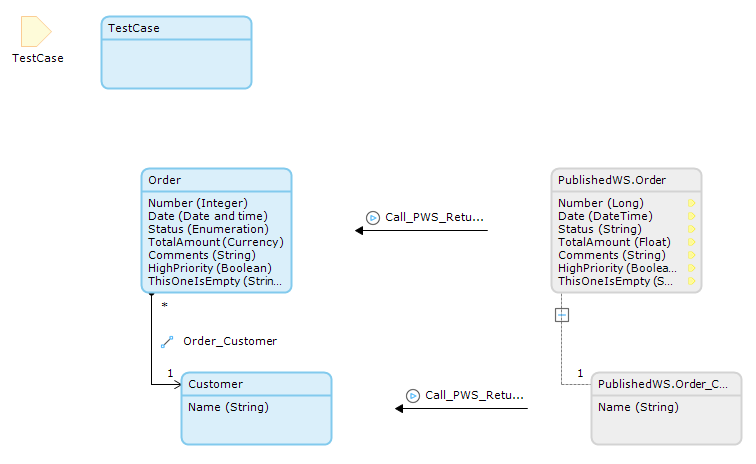 TestCase
TestCase
Order
Number (Integer)
Date (Date and time)
Status (Enumeration)
TotalAmount (Currency)
Comments (String)
HighPriority (Boolean)
ThisOneIsEmpty (Strin...
Call_PWS_Retu...
PublishedWS.Order
Number (Long)
Date (DateTime)
Status (String)
TotalAmount (Float)
Comments (String)
HighPriority (Boolea...
ThisOneIsEmpty (S...
*
Order_Customer
1
Customer
Name (String)
Call_PWS_Retu...
1
PublishedWS.Order_C...
Name (String)